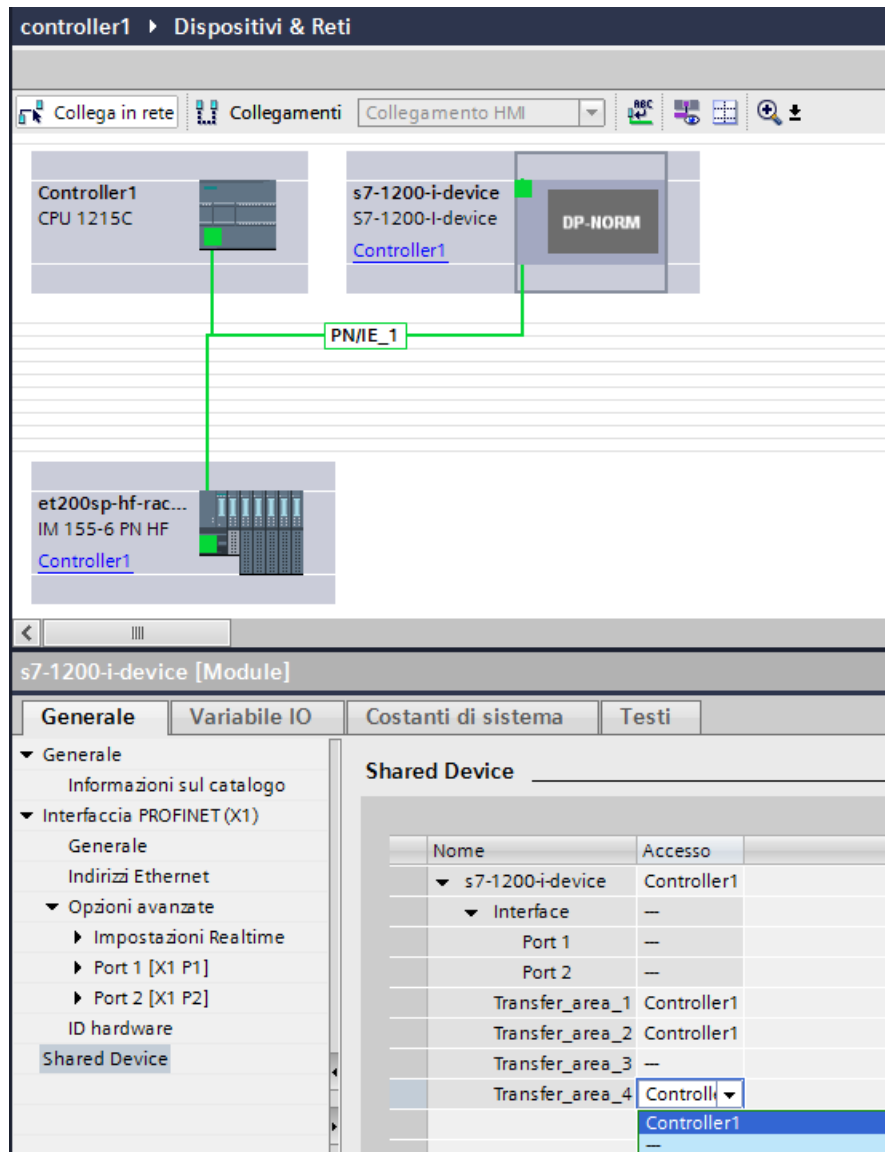 controller1 ▸ Dispositivi & Reti
Collega in rete Collegamenti Collegamento HMI ABC
Controller1
CPU 1215C
s7-1200-i-device
S7-1200-I-device
Controller1
DP-NORM
PN/IE_1
et200sp-hf-rac...
IM 155-6 PN HF
Controller1
s7-1200-i-device [Module]
Generale Variabile IO Costanti di sistema Testi
Generale
Informazioni sul catalogo
Interfaccia PROFINET (X1)
Generale
Indirizzi Ethernet
Opzioni avanzate
Impostazioni Realtime
Port 1 [X1 P1]
Port 2 [X1 P2]
ID hardware
Shared Device
Shared Device
Nome Accesso
s7-1200-i-device Controller1
Interface ---
Port 1 ---
Port 2 ---
Transfer_area_1 Controller1
Transfer_area_2 Controller1
Transfer_area_3 ---
Transfer_area_4 Controlle
Controller1
---